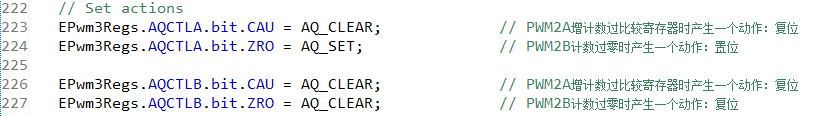 222 // Set actions
223 EPwm3Regs.AQCTLA.bit.CAU = AQ_CLEAR; // PWM2A增计数过比较寄存器时产生一个动作：复位
224 EPwm3Regs.AQCTLA.bit.ZRO = AQ_SET; // PWM2B计数过零时产生一个动作：置位
225
226 EPwm3Regs.AQCTLB.bit.CAU = AQ_CLEAR; // PWM2A增计数过比较寄存器时产生一个动作：复位
227 EPwm3Regs.AQCTLB.bit.ZRO = AQ_CLEAR; // PWM2B计数过零时产生一个动作：复位